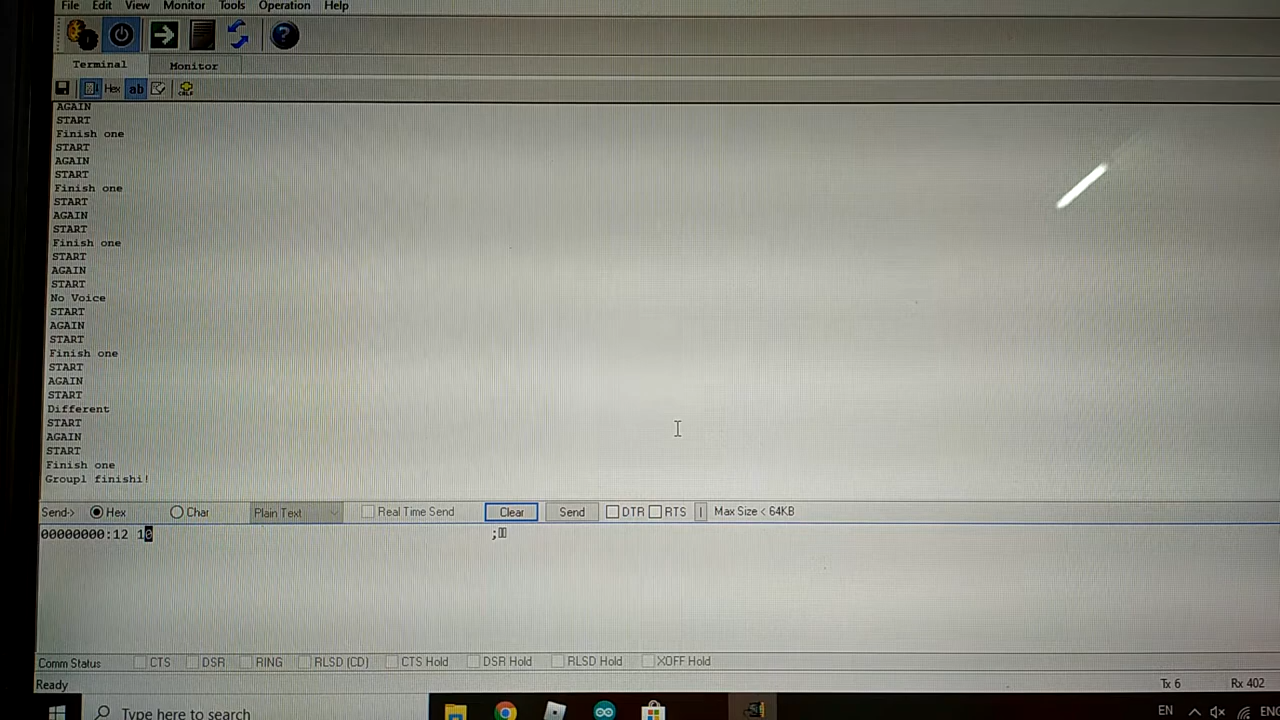 File Edit View Monitor Tools Operation Help
Terminal Monitor
Hex ab
AGAIN
START
Finish one
START
AGAIN
START
Finish one
START
AGAIN
START
Finish one
START
AGAIN
START
No Voice
START
AGAIN
START
Finish one
START
AGAIN
START
Different
START
AGAIN
START
Finish one
Group1 finish!
Send-> Hex Char Plain Text Real Time Send Clear Send DTR RTS Max Size < 64KB
00000000:12 10 ;
Comm Status CTS DSR RING RLSD (CD) CTS Hold DSR Hold RLSD Hold XOFF Hold
Ready Tx 6 Rx 402
Type here to search EN ENG